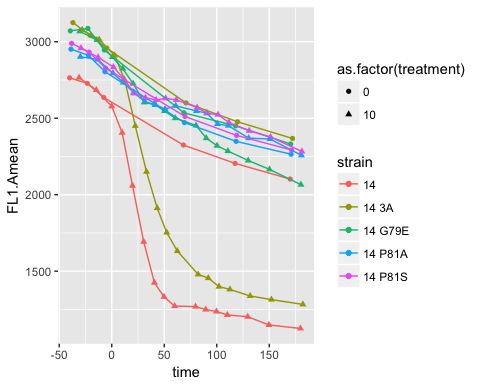 3000
2500
2000
1500
FL1.Amean
-50
0
50
100
150
time
as.factor(treatment)
0
10
strain
14
14 3A
14 G79E
14 P81A
14 P81S